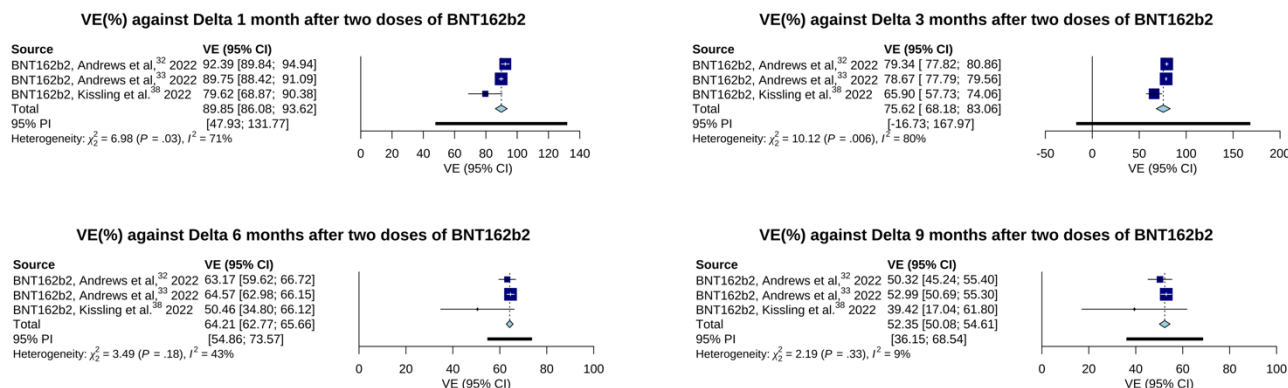 VE(%) against Delta 1 month after two doses of BNT162b2
Source VE (95% CI)
BNT162b2, Andrews et al,32 2022 92.39 [89.84; 94.94]
BNT162b2, Andrews et al,33 2022 89.75 [88.42; 91.09]
BNT162b2, Kissling et al.38 2022 79.62 [68.87; 90.38]
Total 89.85 [86.08; 93.62]
95% PI [47.93; 131.77]
Heterogeneity: χ²₂ = 6.98 (P = .03), I² = 71%
0 20 40 60 80 100 120 140
VE (95% CI)
VE(%) against Delta 3 months after two doses of BNT162b2
Source VE (95% CI)
BNT162b2, Andrews et al,32 2022 79.34 [ 77.82; 80.86]
BNT162b2, Andrews et al,33 2022 78.67 [ 77.79; 79.56]
BNT162b2, Kissling et al.38 2022 65.90 [ 57.73; 74.06]
Total 75.62 [ 68.18; 83.06]
95% PI [-16.73; 167.97]
Heterogeneity: χ²₂ = 10.12 (P = .006), I² = 80%
-50 0 50 100 150 200
VE (95% CI)
VE(%) against Delta 6 months after two doses of BNT162b2
Source VE (95% CI)
BNT162b2, Andrews et al,32 2022 63.17 [59.62; 66.72]
BNT162b2, Andrews et al,33 2022 64.57 [62.98; 66.15]
BNT162b2, Kissling et al.38 2022 50.46 [34.80; 66.12]
Total 64.21 [62.77; 65.66]
95% PI [54.86; 73.57]
Heterogeneity: χ²₂ = 3.49 (P = .18), I² = 43%
0 20 40 60 80 100
VE (95% CI)
VE(%) against Delta 9 months after two doses of BNT162b2
Source VE (95% CI)
BNT162b2, Andrews et al,32 2022 50.32 [45.24; 55.40]
BNT162b2, Andrews et al,33 2022 52.99 [50.69; 55.30]
BNT162b2, Kissling et al.38 2022 39.42 [17.04; 61.80]
Total 52.35 [50.08; 54.61]
95% PI [36.15; 68.54]
Heterogeneity: χ²₂ = 2.19 (P = .33), I² = 9%
0 20 40 60 80 100
VE (95% CI)